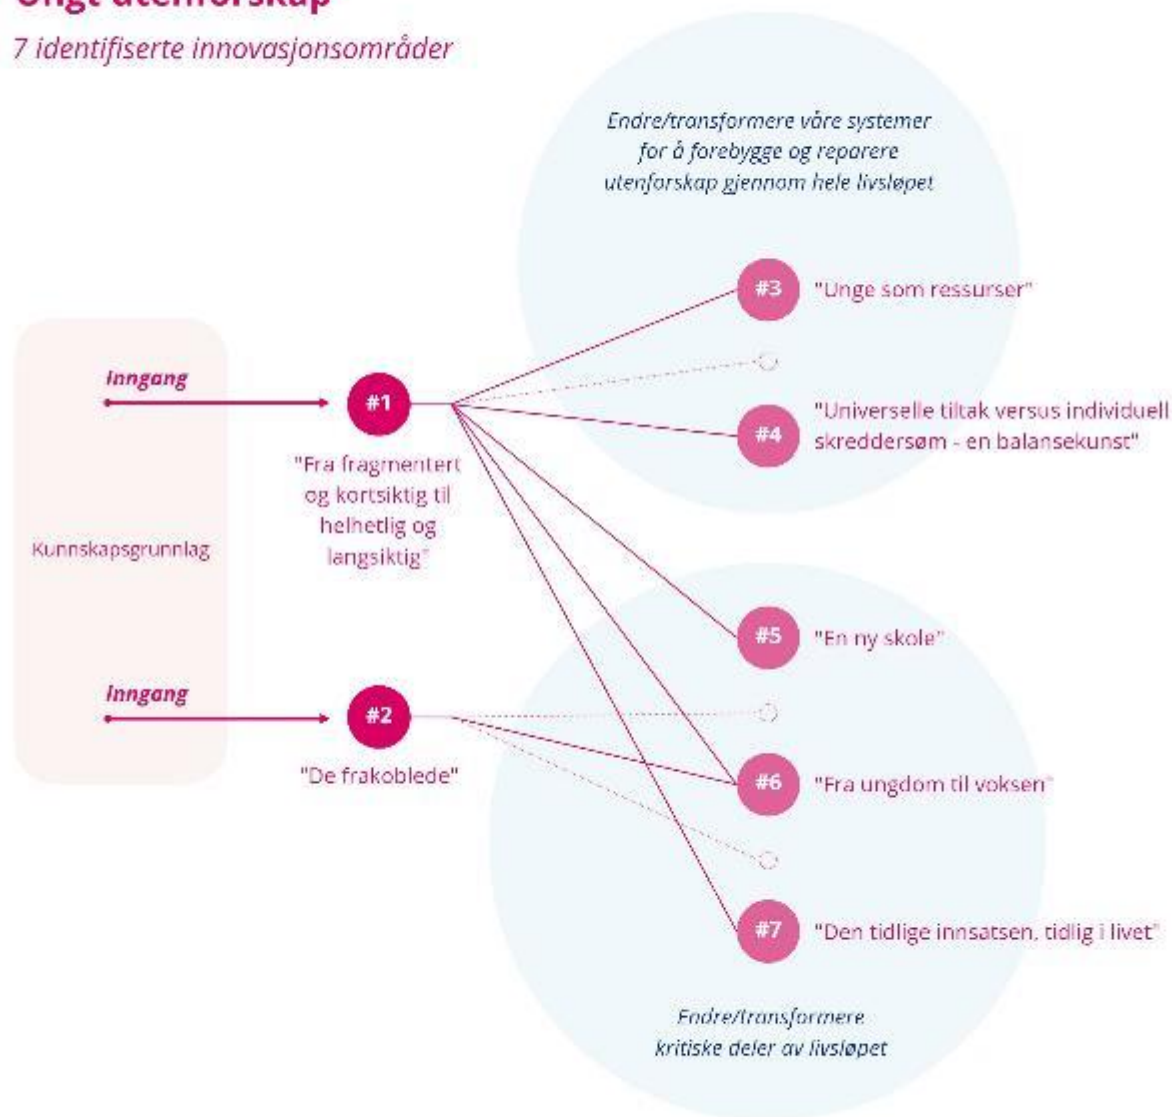 Ungt utenforskap
7 identifiserte innovasjonsområder
Endre/transformere våre systemer
for å forebygge og reparere
utenforskap gjennom hele livsløpet
#3
"Unge som ressurser"
Inngang
#1
"Fra fragmentert
og kortsiktig til
helhetlig og
langsiktig"
#4
"Universelle tiltak versus individuell
skreddersøm - en balansekunst"
Kunnskapsgrunnlag
#5
"En ny skole"
Inngang
#2
"De frakoblede"
#6
"Fra ungdom til voksen"
#7
"Den tidlige innsatsen, tidlig i livet"
Endre/transformere
kritiske deler av livsløpet